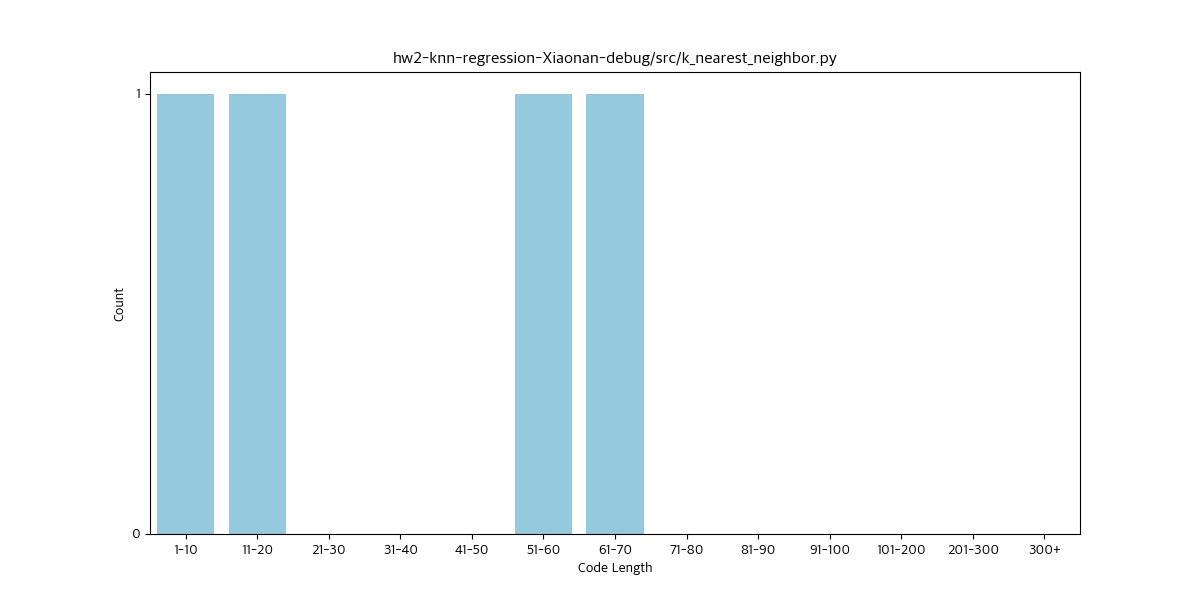 hw2-knn-regression-Xiaonan-debug/src/k_nearest_neighbor.py
1
Count
0
1-10 11-20 21-30 31-40 41-50 51-60 61-70 71-80 81-90 91-100 101-200 201-300 300+
Code Length